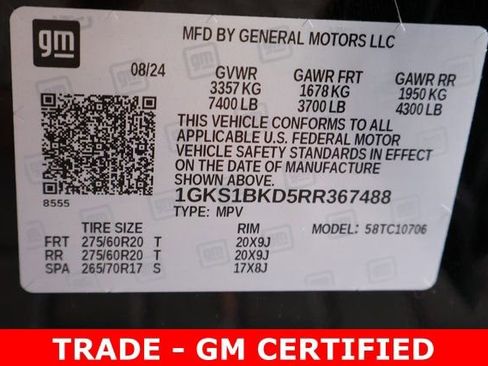 gm
MFD BY GENERAL MOTORS LLC
08/24 GVWR GAWR FRT GAWR RR
3357 KG 1678 KG 1950 KG
7400 LB 3700 LB 4300 LB
THIS VEHICLE CONFORMS TO ALL
APPLICABLE U.S. FEDERAL MOTOR
VEHICLE SAFETY STANDARDS IN EFFECT
ON THE DATE OF MANUFACTURE
8555 1GKS1BKD5RR367488
TYPE: MPV
TIRE SIZE RIM MODEL: 58TC10706
FRT 275/60R20 T 20X9J
RR 275/60R20 T 20X9J
SPA 265/70R17 S 17X8J
TRADE - GM CERTIFIED